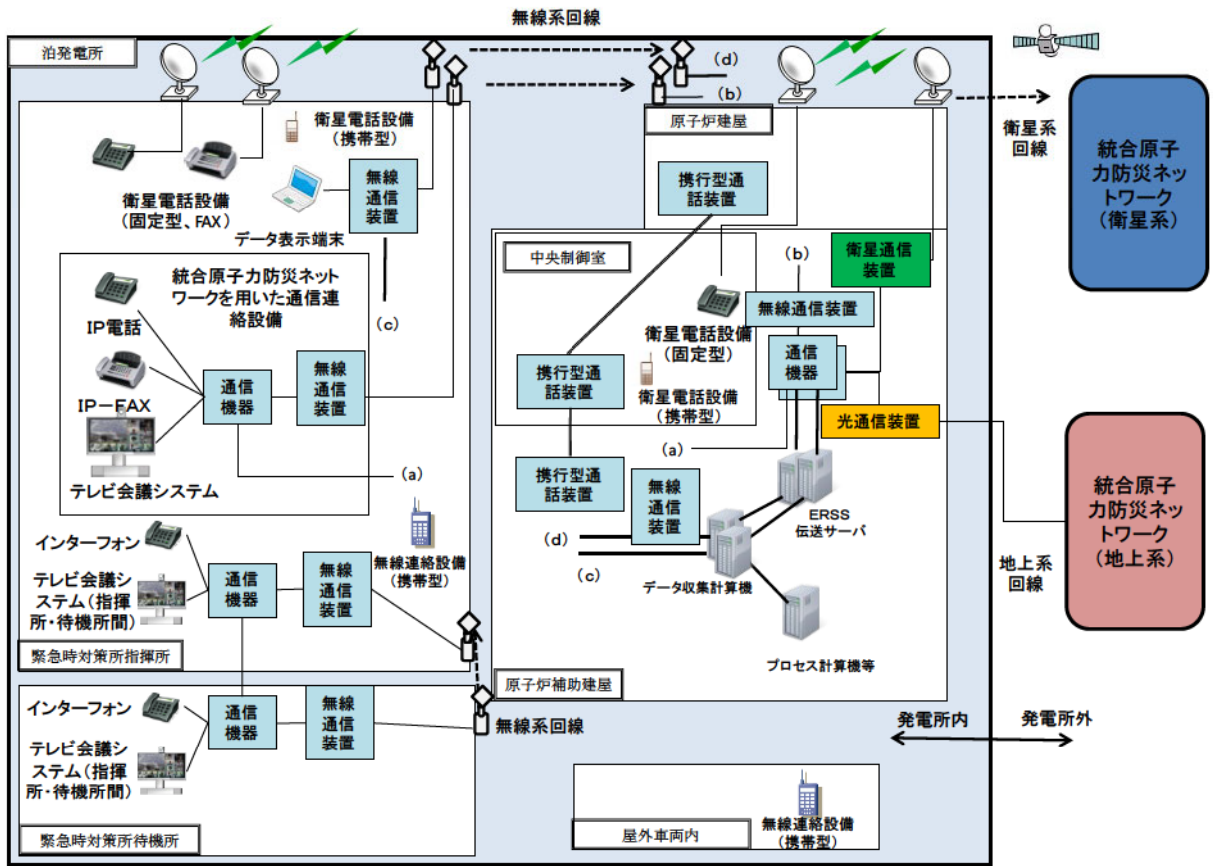 無線系回線
泊発電所
(d)
(b)
原子炉建屋
衛星電話設備
(携帯型)
衛星電話設備
(固定型、FAX)
データ表示端末
無線
通信
装置
(c)
統合原子力防災ネット
ワークを用いた通信連
絡設備
IP電話
IP-FAX
テレビ会議システム
通信
機器
無線
通信
装置
(a)
インターフォン
テレビ会議シ
ステム(指揮
所・待機所間)
通信
機器
無線
通信
装置
無線連絡設備
(携帯型)
緊急時対策所指揮所
インターフォン
テレビ会議シ
ステム(指揮
所・待機所間)
通信
機器
無線
通信
装置
無線系回線
緊急時対策所待機所
携行型通
話装置
中央制御室
(b)
衛星通信
装置
無線通信装置
衛星電話設備
(固定型)
通信
機器
携行型通
話装置
衛星電話設備
(携帯型)
光通信装置
(a)
携行型通
話装置
無線
通信
装置
ERSS
伝送サーバ
(d)
(c)
データ収集計算機
プロセス計算機等
原子炉補助建屋
衛星系
回線
統合原子
力防災ネッ
トワーク
(衛星系)
統合原子
力防災ネッ
トワーク
(地上系)
地上系
回線
発電所内
発電所外
屋外車両内
無線連絡設備
(携帯型)